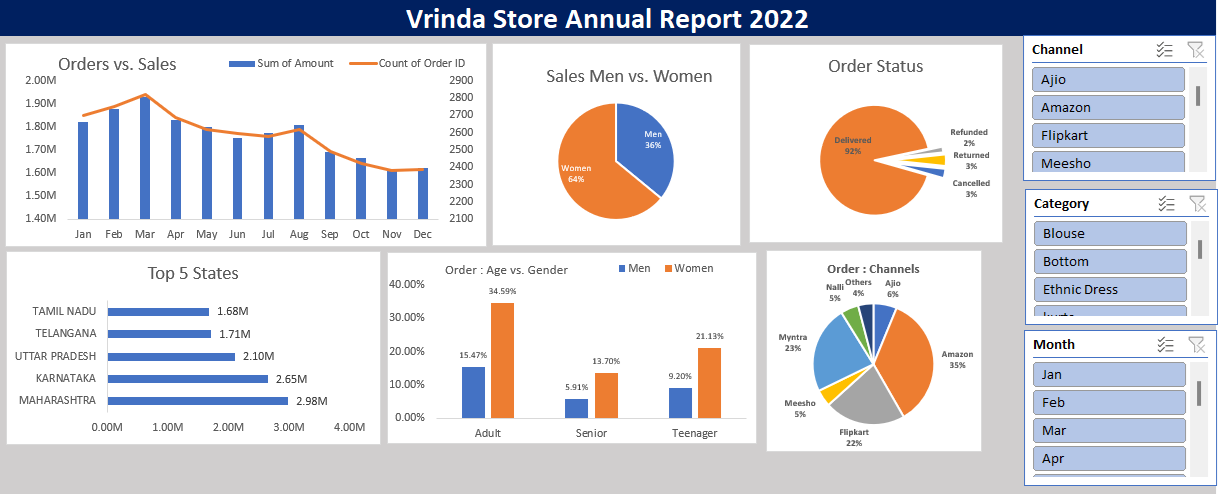 Vrinda Store Annual Report 2022
Orders vs. Sales
Sum of Amount
Count of Order ID
2.00M
1.90M
1.80M
1.70M
1.60M
1.50M
1.40M
2900
2800
2700
2600
2500
2400
2300
2200
2100
Jan Feb Mar Apr May Jun Jul Aug Sep Oct Nov Dec
Sales Men vs. Women
Men
36%
Women
64%
Order Status
Delivered
92%
Refunded
2%
Returned
3%
Cancelled
3%
Channel
Ajio
Amazon
Flipkart
Meesho
Category
Blouse
Bottom
Ethnic Dress
kurta
Month
Jan
Feb
Mar
Apr
Top 5 States
TAMIL NADU 1.68M
TELANGANA 1.71M
UTTAR PRADESH 2.10M
KARNATAKA 2.65M
MAHARASHTRA 2.98M
0.00M 1.00M 2.00M 3.00M 4.00M
Order : Age vs. Gender
Men
Women
40.00%
30.00%
20.00%
10.00%
0.00%
15.47%
34.59%
5.91%
13.70%
9.20%
21.13%
Adult Senior Teenager
Order : Channels
Ajio
6%
Amazon
35%
Flipkart
22%
Meesho
5%
Myntra
23%
Nalli
5%
Others
4%